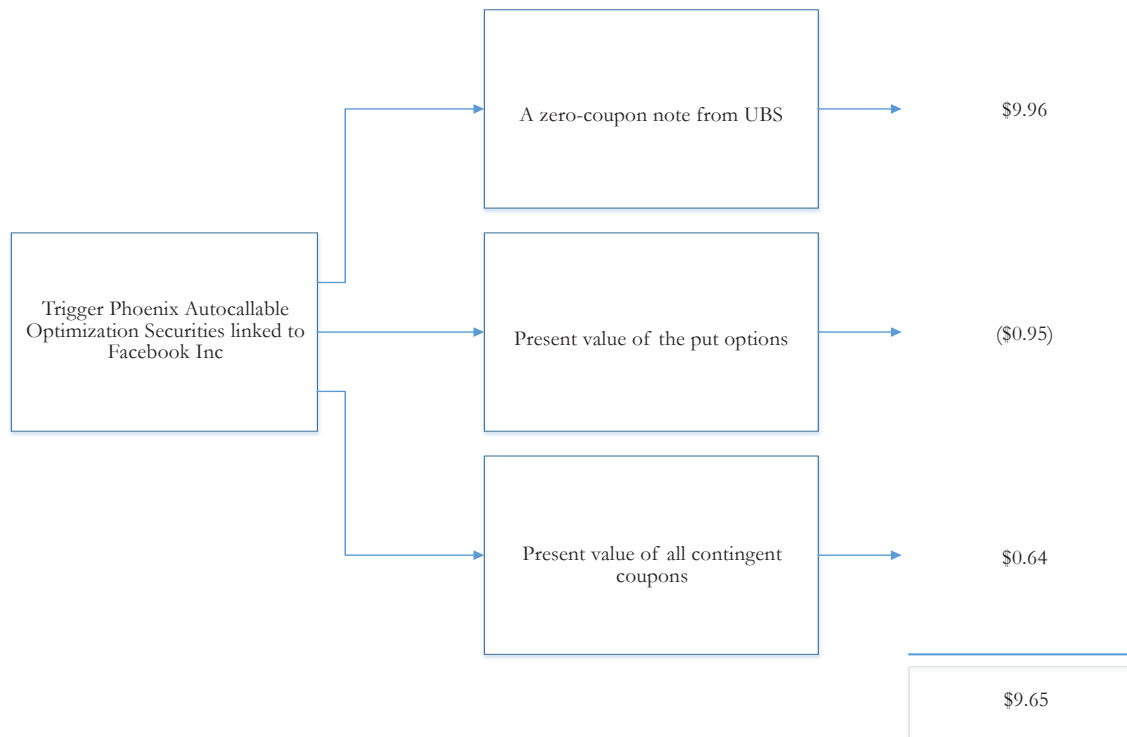 A zero-coupon note from UBS
$9.96
Trigger Phoenix Autocallable
Optimization Securities linked to
Facebook Inc
Present value of the put options
($0.95)
Present value of all contingent
coupons
$0.64
$9.65